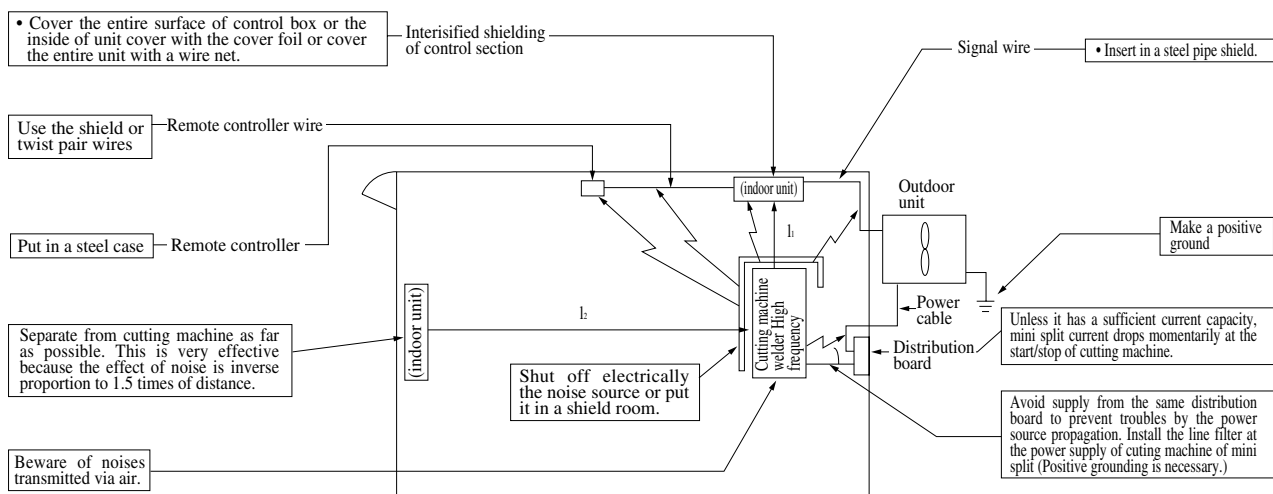 • Cover the entire surface of control box or the
inside of unit cover with the cover foil or cover
the entire unit with a wire net.
Interisified shielding
of control section
Signal wire
• Insert in a steel pipe shield.
Use the shield or
twist pair wires
Remote controller wire
(indoor unit)
Outdoor
unit
Put in a steel case
Remote controller
l1
Make a positive
ground
(indoor unit)
l2
Cutting machine
welder High
frequency
Power
cable
Separate from cutting machine as far
as possible. This is very effective
because the effect of noise is inverse
proportion to 1.5 times of distance.
Distribution
board
Unless it has a sufficient current capacity,
mini split current drops momentarily at the
start/stop of cutting machine.
Shut off electrically
the noise source or put
it in a shield room.
Avoid supply from the same distribution
board to prevent troubles by the power
source propagation. Install the line filter at
the power supply of cuting machine of mini
split (Positive grounding is necessary.)
Beware of noises
transmitted via air.